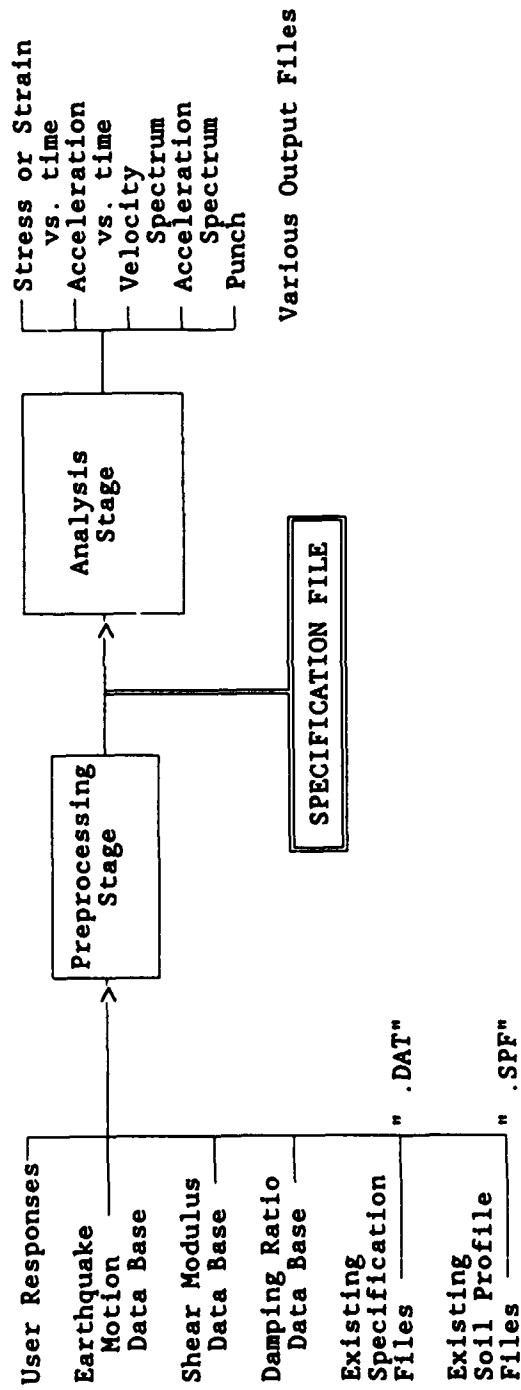 User Responses
Earthquake
Motion
Data Base
Shear Modulus
Data Base
Damping Ratio
Data Base
Existing
Specification
Files
" .DAT"
Existing
Soil Profile
Files
" .SPF"
Preprocessing
Stage
SPECIFICATION FILE
Analysis
Stage
Stress or Strain
vs. time
Acceleration
vs. time
Velocity
Spectrum
Acceleration
Spectrum
Punch
Various Output Files